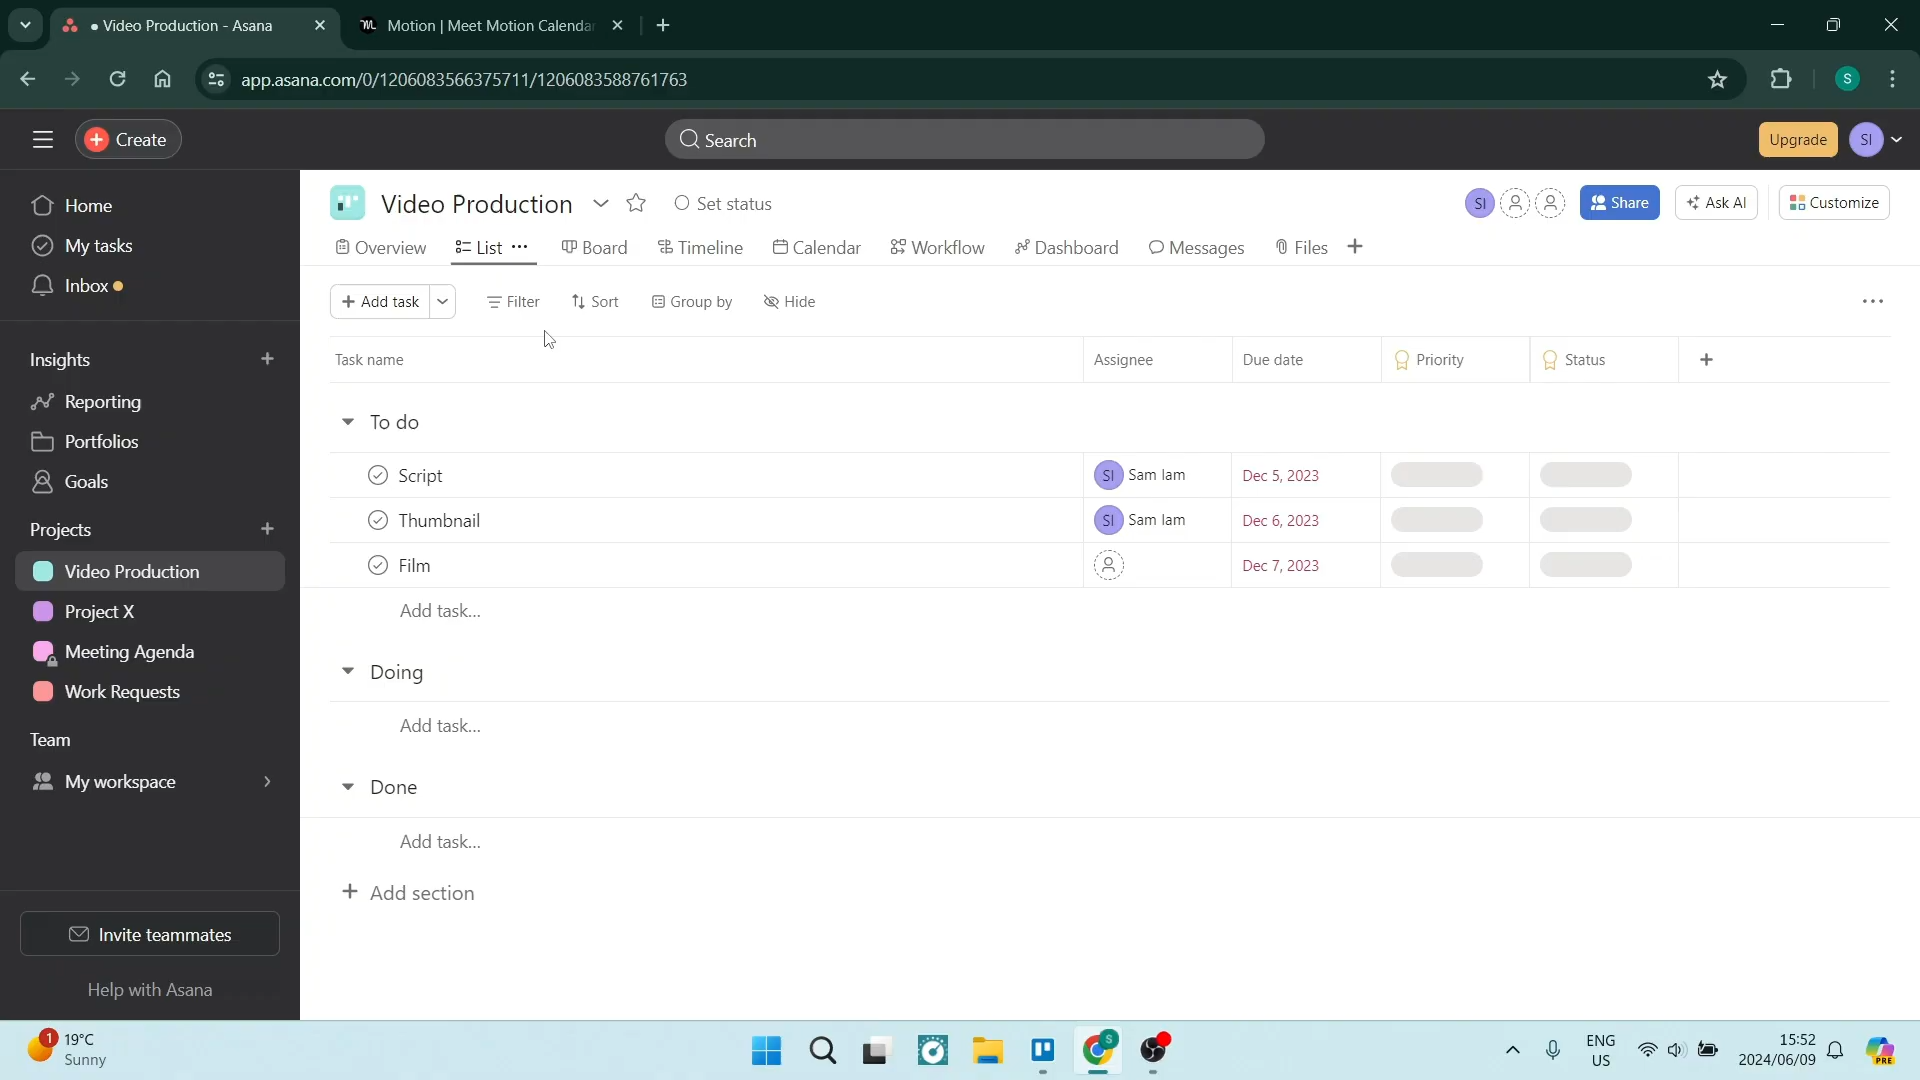 Video Production - Asana
Motion | Meet Motion Calendar
app.asana.com/0/1206083566375711/1206083588761763
S
Create
Search
Upgrade
SI
Home
My tasks
Inbox
Insights
Reporting
Portfolios
Goals
Projects
Video Production
Project X
Meeting Agenda
Work Requests
Team
My workspace
Invite teammates
Help with Asana
Video Production
Set status
SI
Share
Ask AI
Customize
Overview
List
Board
Timeline
Calendar
Workflow
Dashboard
Messages
Files
Add task
Filter
Sort
Group by
Hide
Task name
Assignee
Due date
Priority
Status
To do
Script
SI Sam Iam
Dec 5, 2023
Thumbnail
SI Sam Iam
Dec 6, 2023
Film
Dec 7, 2023
Add task...
Doing
Add task...
Done
Add task...
Add section
1
19°C
Sunny
S
ENG
US
15:52
2024/06/09
PRE